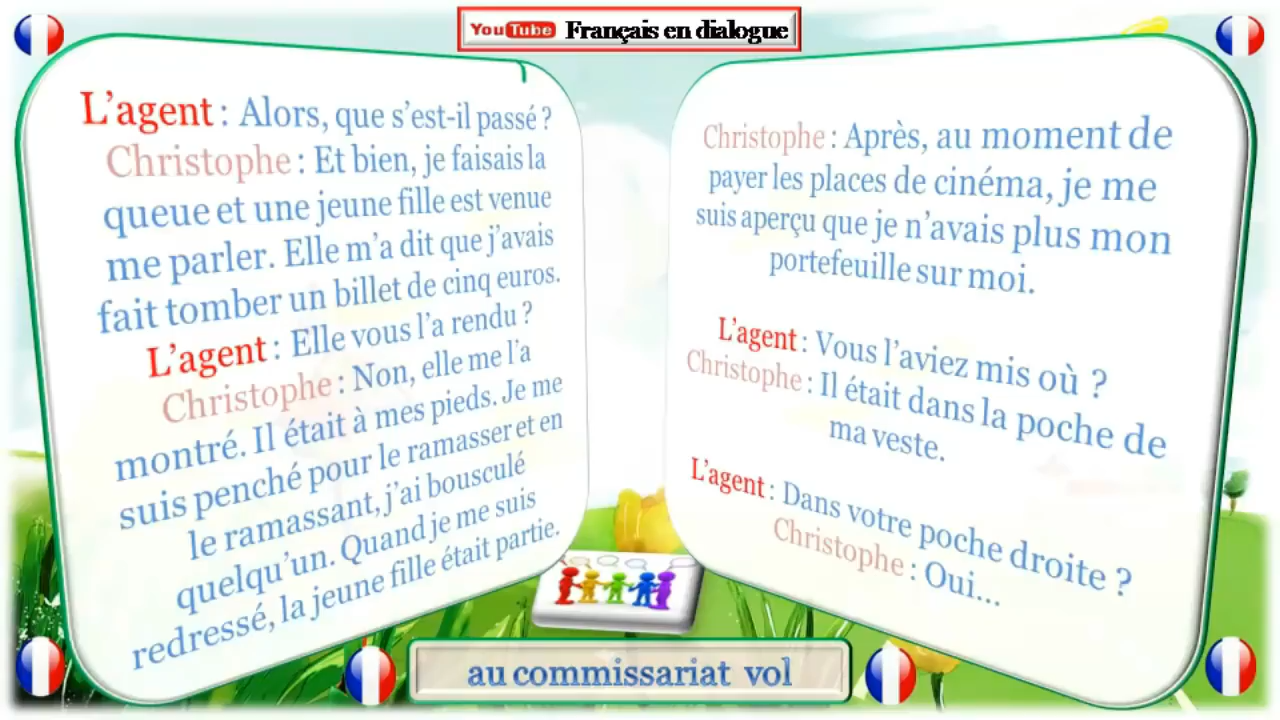 YouTube Français en dialogue
L'agent : Alors, que s'est-il passé ?
Christophe : Et bien, je faisais la
queue et une jeune fille est venue
me parler. Elle m'a dit que j'avais
fait tomber un billet de cinq euros.
L'agent : Elle vous l'a rendu ?
Christophe : Non, elle me l'a
montré. Il était à mes pieds. Je me
suis penché pour le ramasser et en
le ramassant, j'ai bousculé
quelqu'un. Quand je me suis
redressé, la jeune fille était partie.
Christophe : Après, au moment de
payer les places de cinéma, je me
suis aperçu que je n'avais plus mon
portefeuille sur moi.
L'agent : Vous l'aviez mis où ?
Christophe : Il était dans la poche de
ma veste.
L'agent : Dans votre poche droite ?
Christophe : Oui...
au commissariat vol